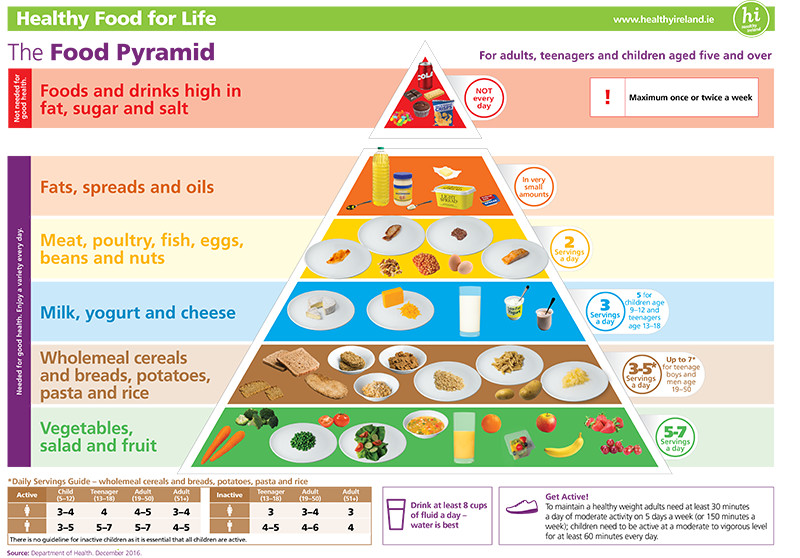 Healthy Food for Life
www.healthyireland.ie
hi
Healthy Ireland
The Food Pyramid
For adults, teenagers and children aged five and over
Not needed for
good health.
Foods and drinks high in
fat, sugar and salt
COLA
NOT
every
day
!
Maximum once or twice a week
Needed for good health. Enjoy a variety every day.
Fats, spreads and oils
LIGHT
SPREAD
In very
small
amounts
Meat, poultry, fish, eggs,
beans and nuts
2
Servings
a day
Milk, yogurt and cheese
3
Servings
a day
5 for
children age
9–12 and
teenagers
age 13–18
Wholemeal cereals
and breads, potatoes,
pasta and rice
3-5*
Servings
a day
Up to 7*
for teenage
boys and
men age
19–50
Vegetables,
salad and fruit
5-7
Servings
a day
*Daily Servings Guide – wholemeal cereals and breads, potatoes, pasta and rice
Active Child (5–12) Teenager (13–18) Adult (19–50) Adult (51+)
3–4 4 4–5 3–4
3–5 5–7 5–7 4–5
Inactive Teenager (13–18) Adult (19–50) Adult (51+)
3 3–4 3
4–5 4–6 4
There is no guideline for inactive children as it is essential that all children are active.
Drink at least 8 cups
of fluid a day –
water is best
Get Active!
To maintain a healthy weight adults need at least 30 minutes
a day of moderate activity on 5 days a week (or 150 minutes a
week); children need to be active at a moderate to vigorous level
for at least 60 minutes every day.
Source: Department of Health. December 2016.